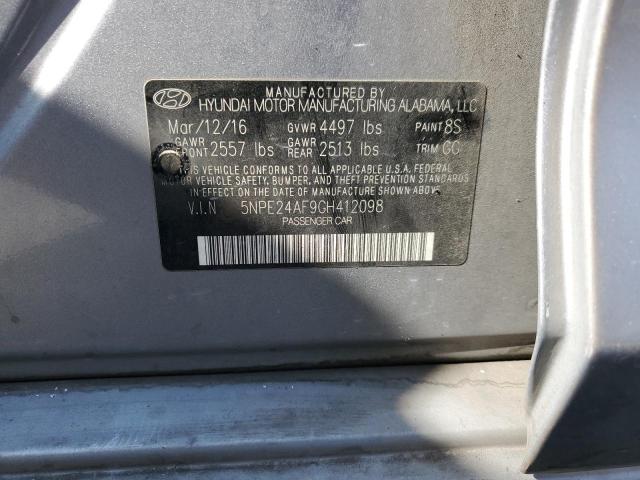 MANUFACTURED BY
HYUNDAI MOTOR MANUFACTURING ALABAMA, LLC
Mar/12/16 GVWR 4497 lbs PAINT 8S
GAWR FRONT 2557 lbs GAWR REAR 2513 lbs TRIM GG
THIS VEHICLE CONFORMS TO ALL APPLICABLE U.S.A. FEDERAL
MOTOR VEHICLE SAFETY, BUMPER, AND THEFT PREVENTION STANDARDS
IN EFFECT ON THE DATE OF MANUFACTURE SHOWN ABOVE.
V.I.N 5NPE24AF9GH412098
PASSENGER CAR